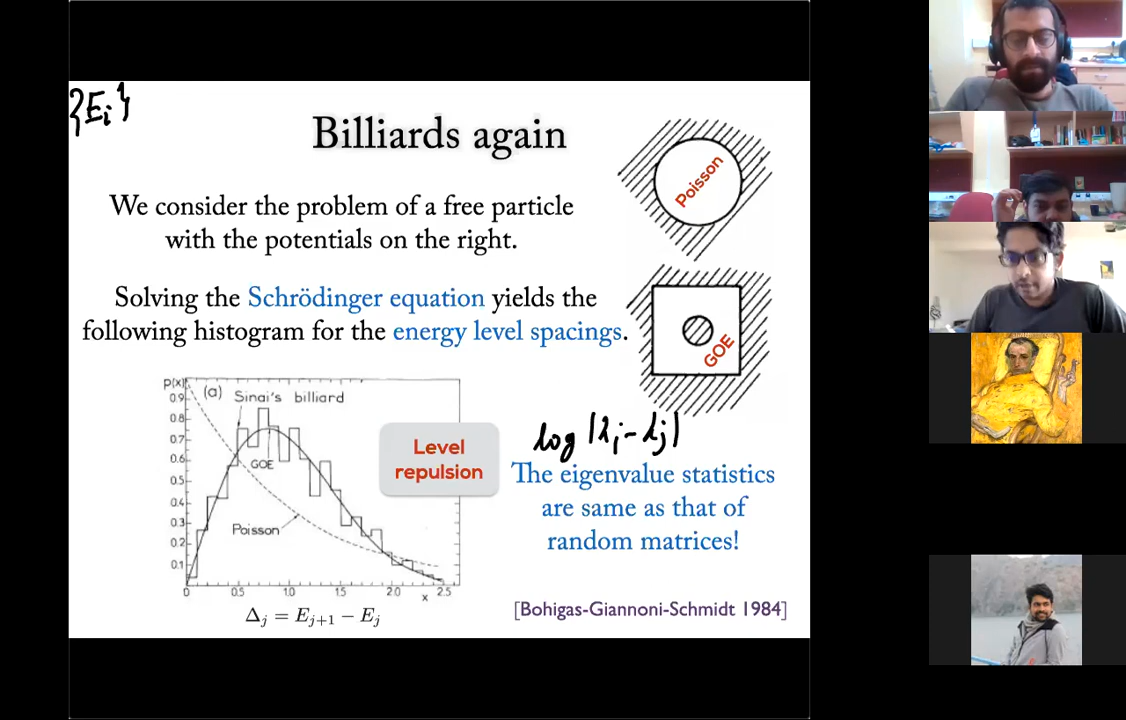 {Ei}
Billiards again
Poisson
We consider the problem of a free particle
with the potentials on the right.
Solving the Schrödinger equation yields the
following histogram for the energy level spacings.
GOE
P(x)
(a) Sinai's billiard
0.9
0.8
0.7
0.6
0.5
0.4
0.3
0.2
0.1
GOE
Poisson
0 0.5 1.0 1.5 2.0 x 2.5
Δj = Ej+1 − Ej
Level
repulsion
log |λi-λj|
The eigenvalue statistics
are same as that of
random matrices!
[Bohigas-Giannoni-Schmidt 1984]